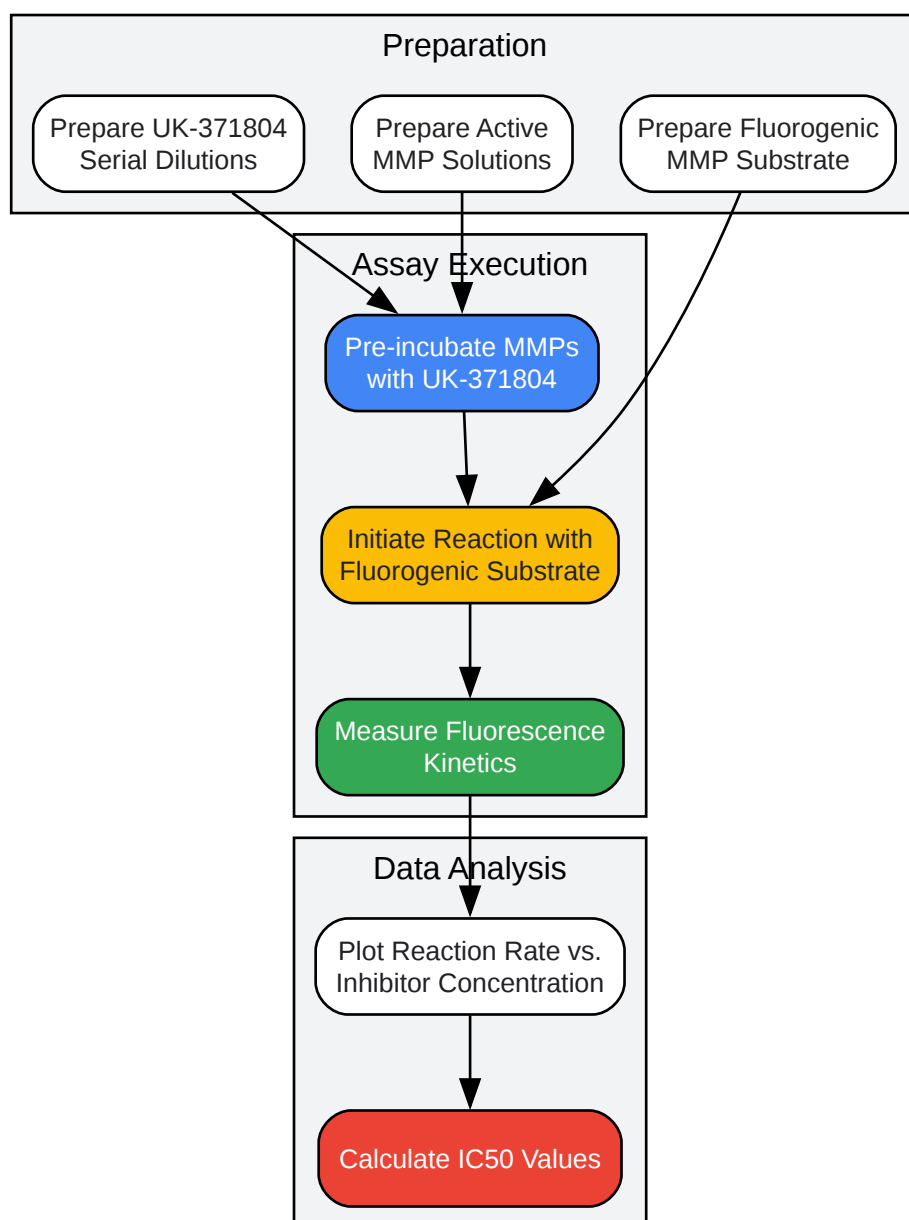 Preparation
Prepare UK-371804
Serial Dilutions
Prepare Active
MMP Solutions
Prepare Fluorogenic
MMP Substrate
Assay Execution
Pre-incubate MMPs
with UK-371804
Initiate Reaction with
Fluorogenic Substrate
Measure Fluorescence
Kinetics
Data Analysis
Plot Reaction Rate vs.
Inhibitor Concentration
Calculate IC50 Values